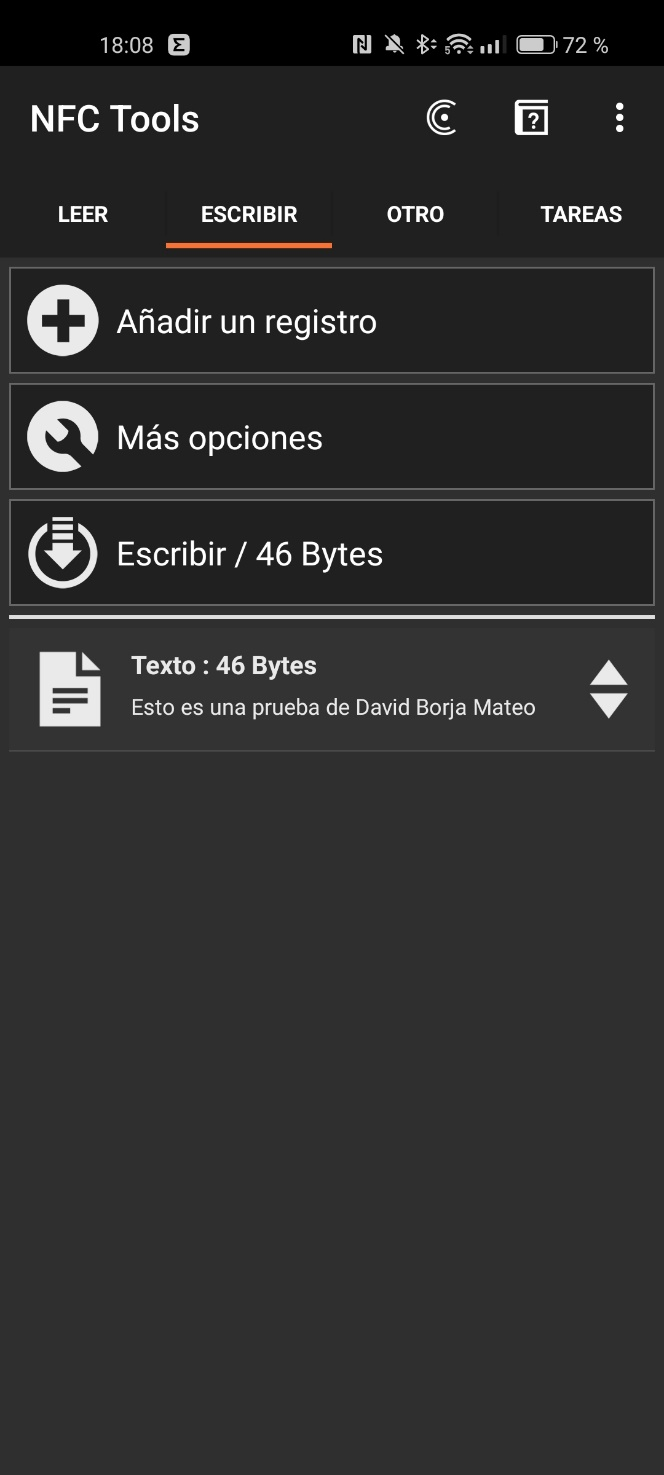 18:08
72 %
NFC Tools
LEER ESCRIBIR OTRO TAREAS
Añadir un registro
Más opciones
Escribir / 46 Bytes
Texto : 46 Bytes
Esto es una prueba de David Borja Mateo